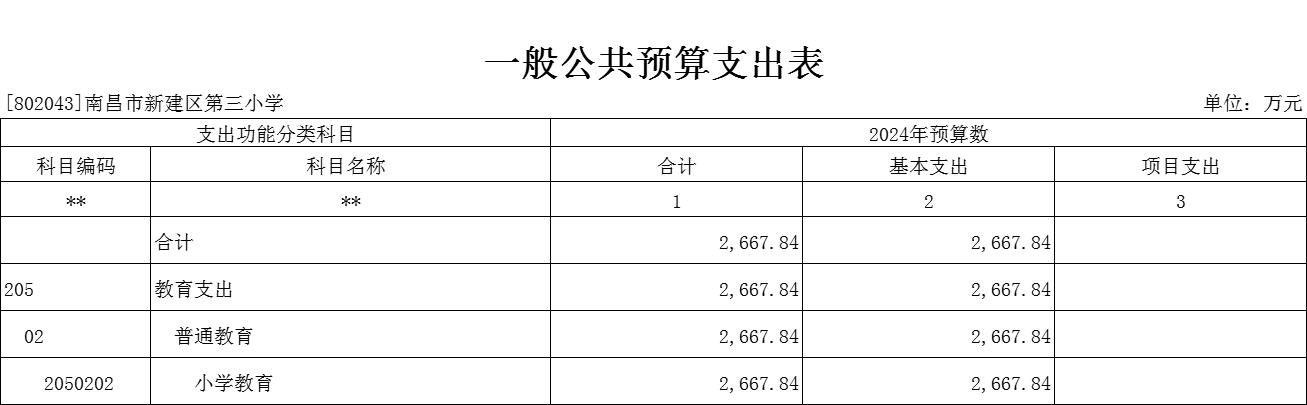 一般公共预算支出表
[802043]南昌市新建区第三小学 单位：万元
支出功能分类科目 2024年预算数
科目编码 科目名称 合计 基本支出 项目支出
** ** 1 2 3
合计 2,667.84 2,667.84
205 教育支出 2,667.84 2,667.84
02 普通教育 2,667.84 2,667.84
2050202 小学教育 2,667.84 2,667.84